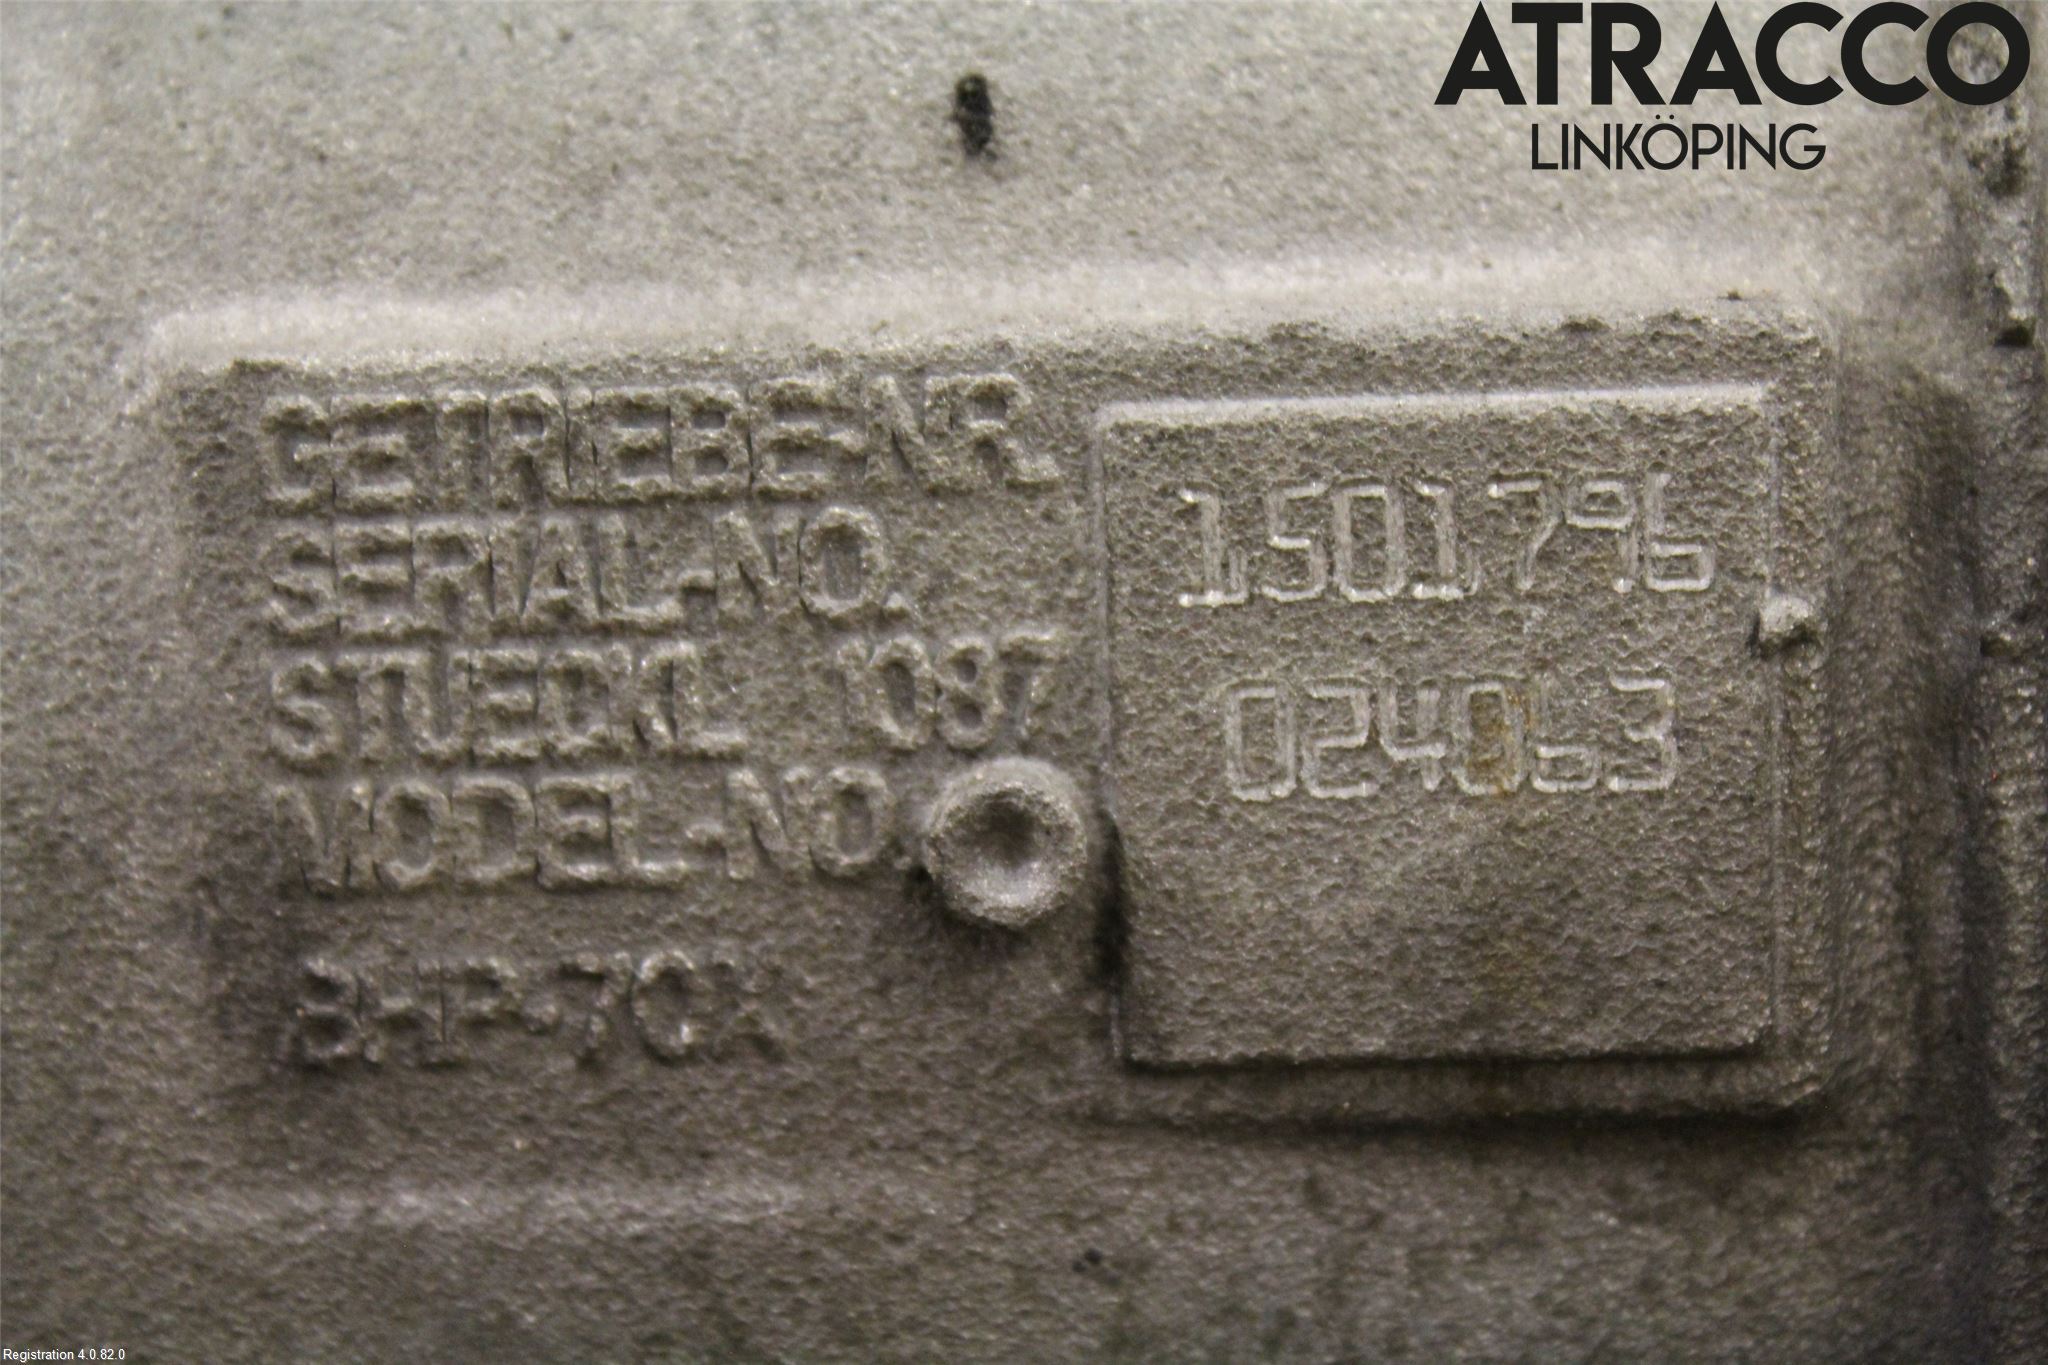 ATRACCO
LINKÖPING
GETRIEBE-NR
SERIAL-NO.
STUECKL 1087
MODEL-NO.
8HP-70X
1501796
024063
Registration 4.0.82.0